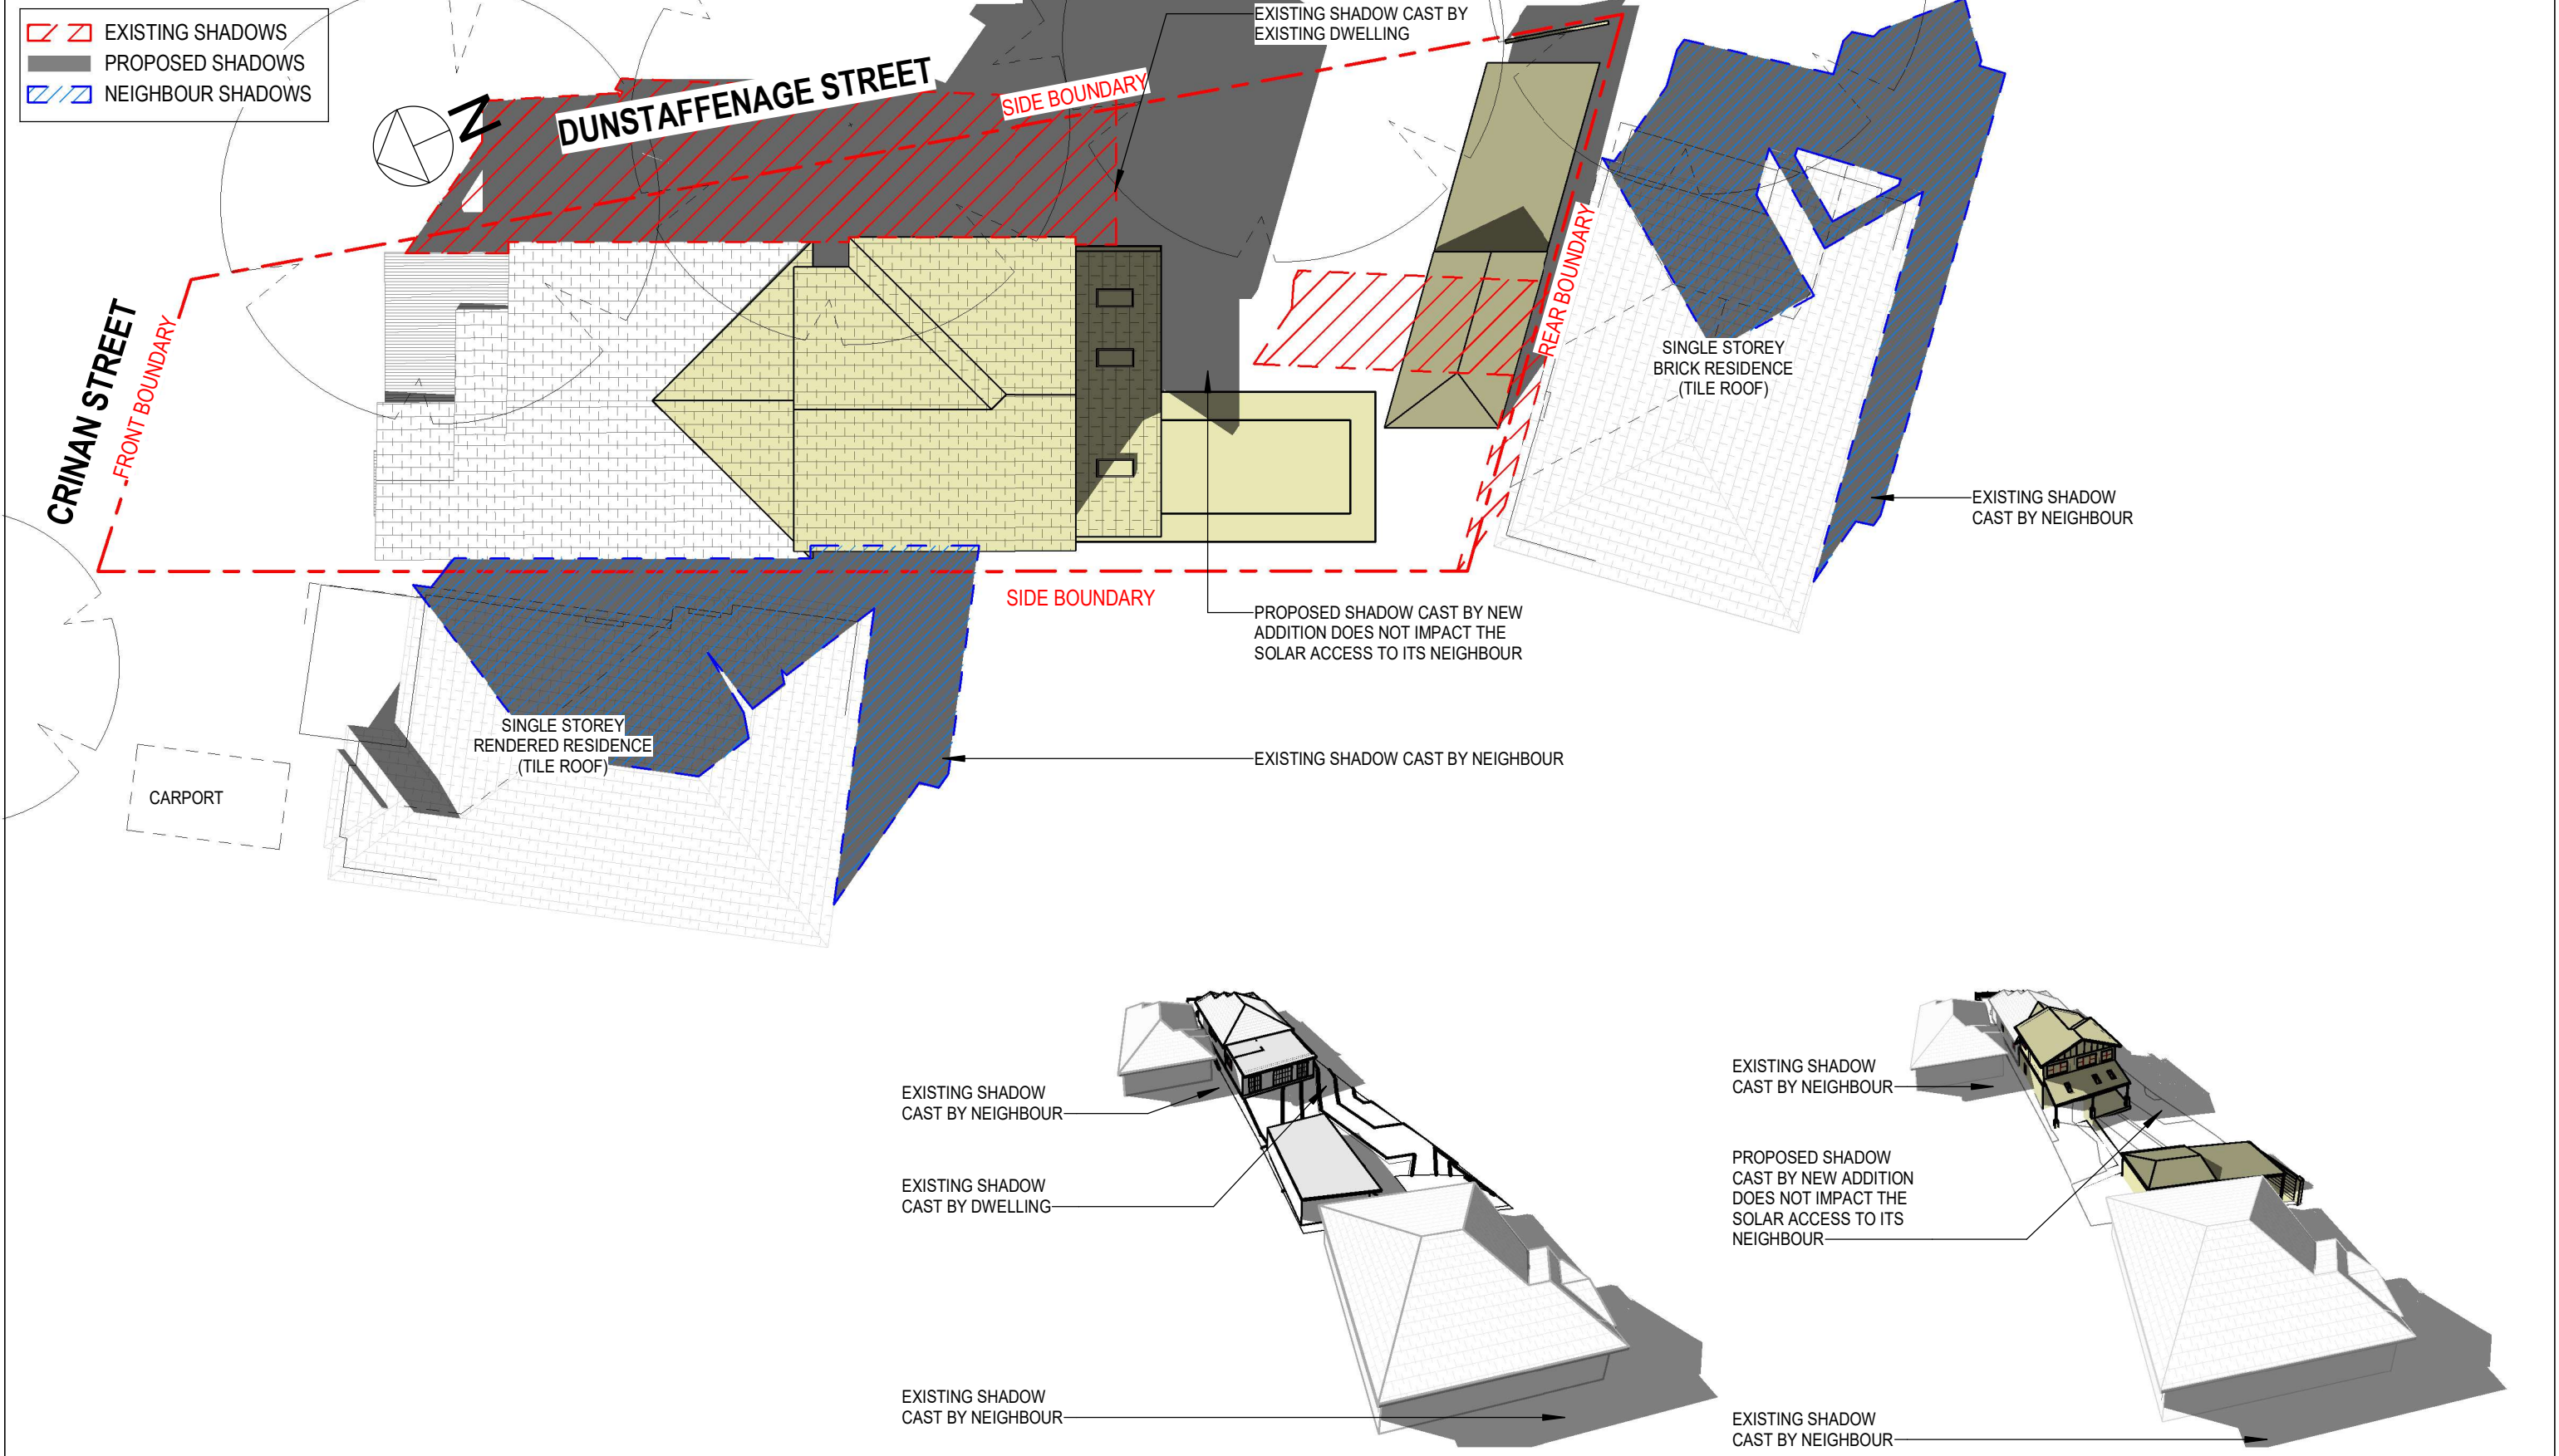 EXISTING SHADOWS
PROPOSED SHADOWS
NEIGHBOUR SHADOWS
N
DUNSTAFFENAGE STREET
SIDE BOUNDARY
EXISTING SHADOW CAST BY
EXISTING DWELLING
CRINAN STREET
FRONT BOUNDARY
REAR BOUNDARY
SINGLE STOREY
BRICK RESIDENCE
(TILE ROOF)
EXISTING SHADOW
CAST BY NEIGHBOUR
SIDE BOUNDARY
PROPOSED SHADOW CAST BY NEW
ADDITION DOES NOT IMPACT THE
SOLAR ACCESS TO ITS NEIGHBOUR
SINGLE STOREY
RENDERED RESIDENCE
(TILE ROOF)
EXISTING SHADOW CAST BY NEIGHBOUR
CARPORT
EXISTING SHADOW
CAST BY NEIGHBOUR
EXISTING SHADOW
CAST BY DWELLING
EXISTING SHADOW
CAST BY NEIGHBOUR
EXISTING SHADOW
CAST BY NEIGHBOUR
PROPOSED SHADOW
CAST BY NEW ADDITION
DOES NOT IMPACT THE
SOLAR ACCESS TO ITS
NEIGHBOUR
EXISTING SHADOW
CAST BY NEIGHBOUR